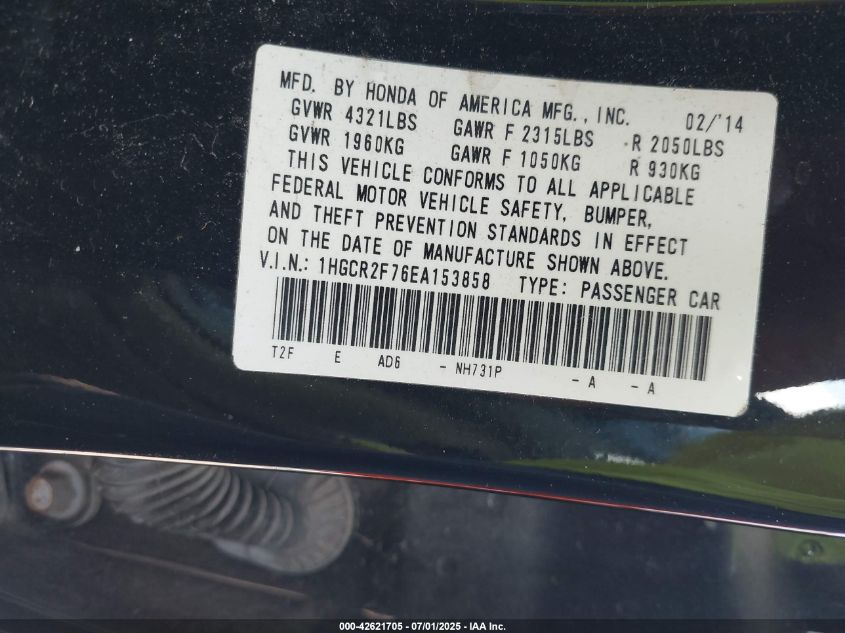 MFD. BY HONDA OF AMERICA MFG., INC. 02/'14
GVWR 4321LBS GAWR F 2315LBS R 2050LBS
GVWR 1960KG GAWR F 1050KG R 930KG
THIS VEHICLE CONFORMS TO ALL APPLICABLE
FEDERAL MOTOR VEHICLE SAFETY, BUMPER,
AND THEFT PREVENTION STANDARDS IN EFFECT
ON THE DATE OF MANUFACTURE SHOWN ABOVE.
V.I.N.: 1HGCR2F76EA153858 TYPE: PASSENGER CAR
T2F E AD6 - NH731P - A - A
000-42621705 - 07/01/2025 - IAA Inc.